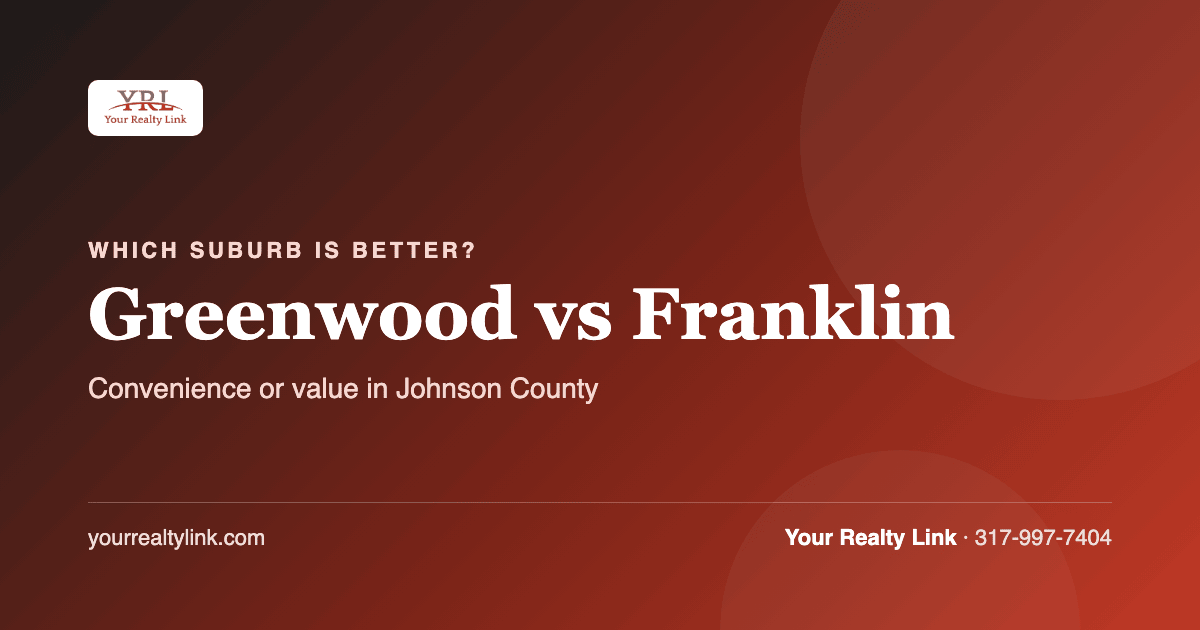 YRL
Your Realty Link
WHICH SUBURB IS BETTER?
Greenwood vs Franklin
Convenience or value in Johnson County
yourrealtylink.com
Your Realty Link · 317-997-7404